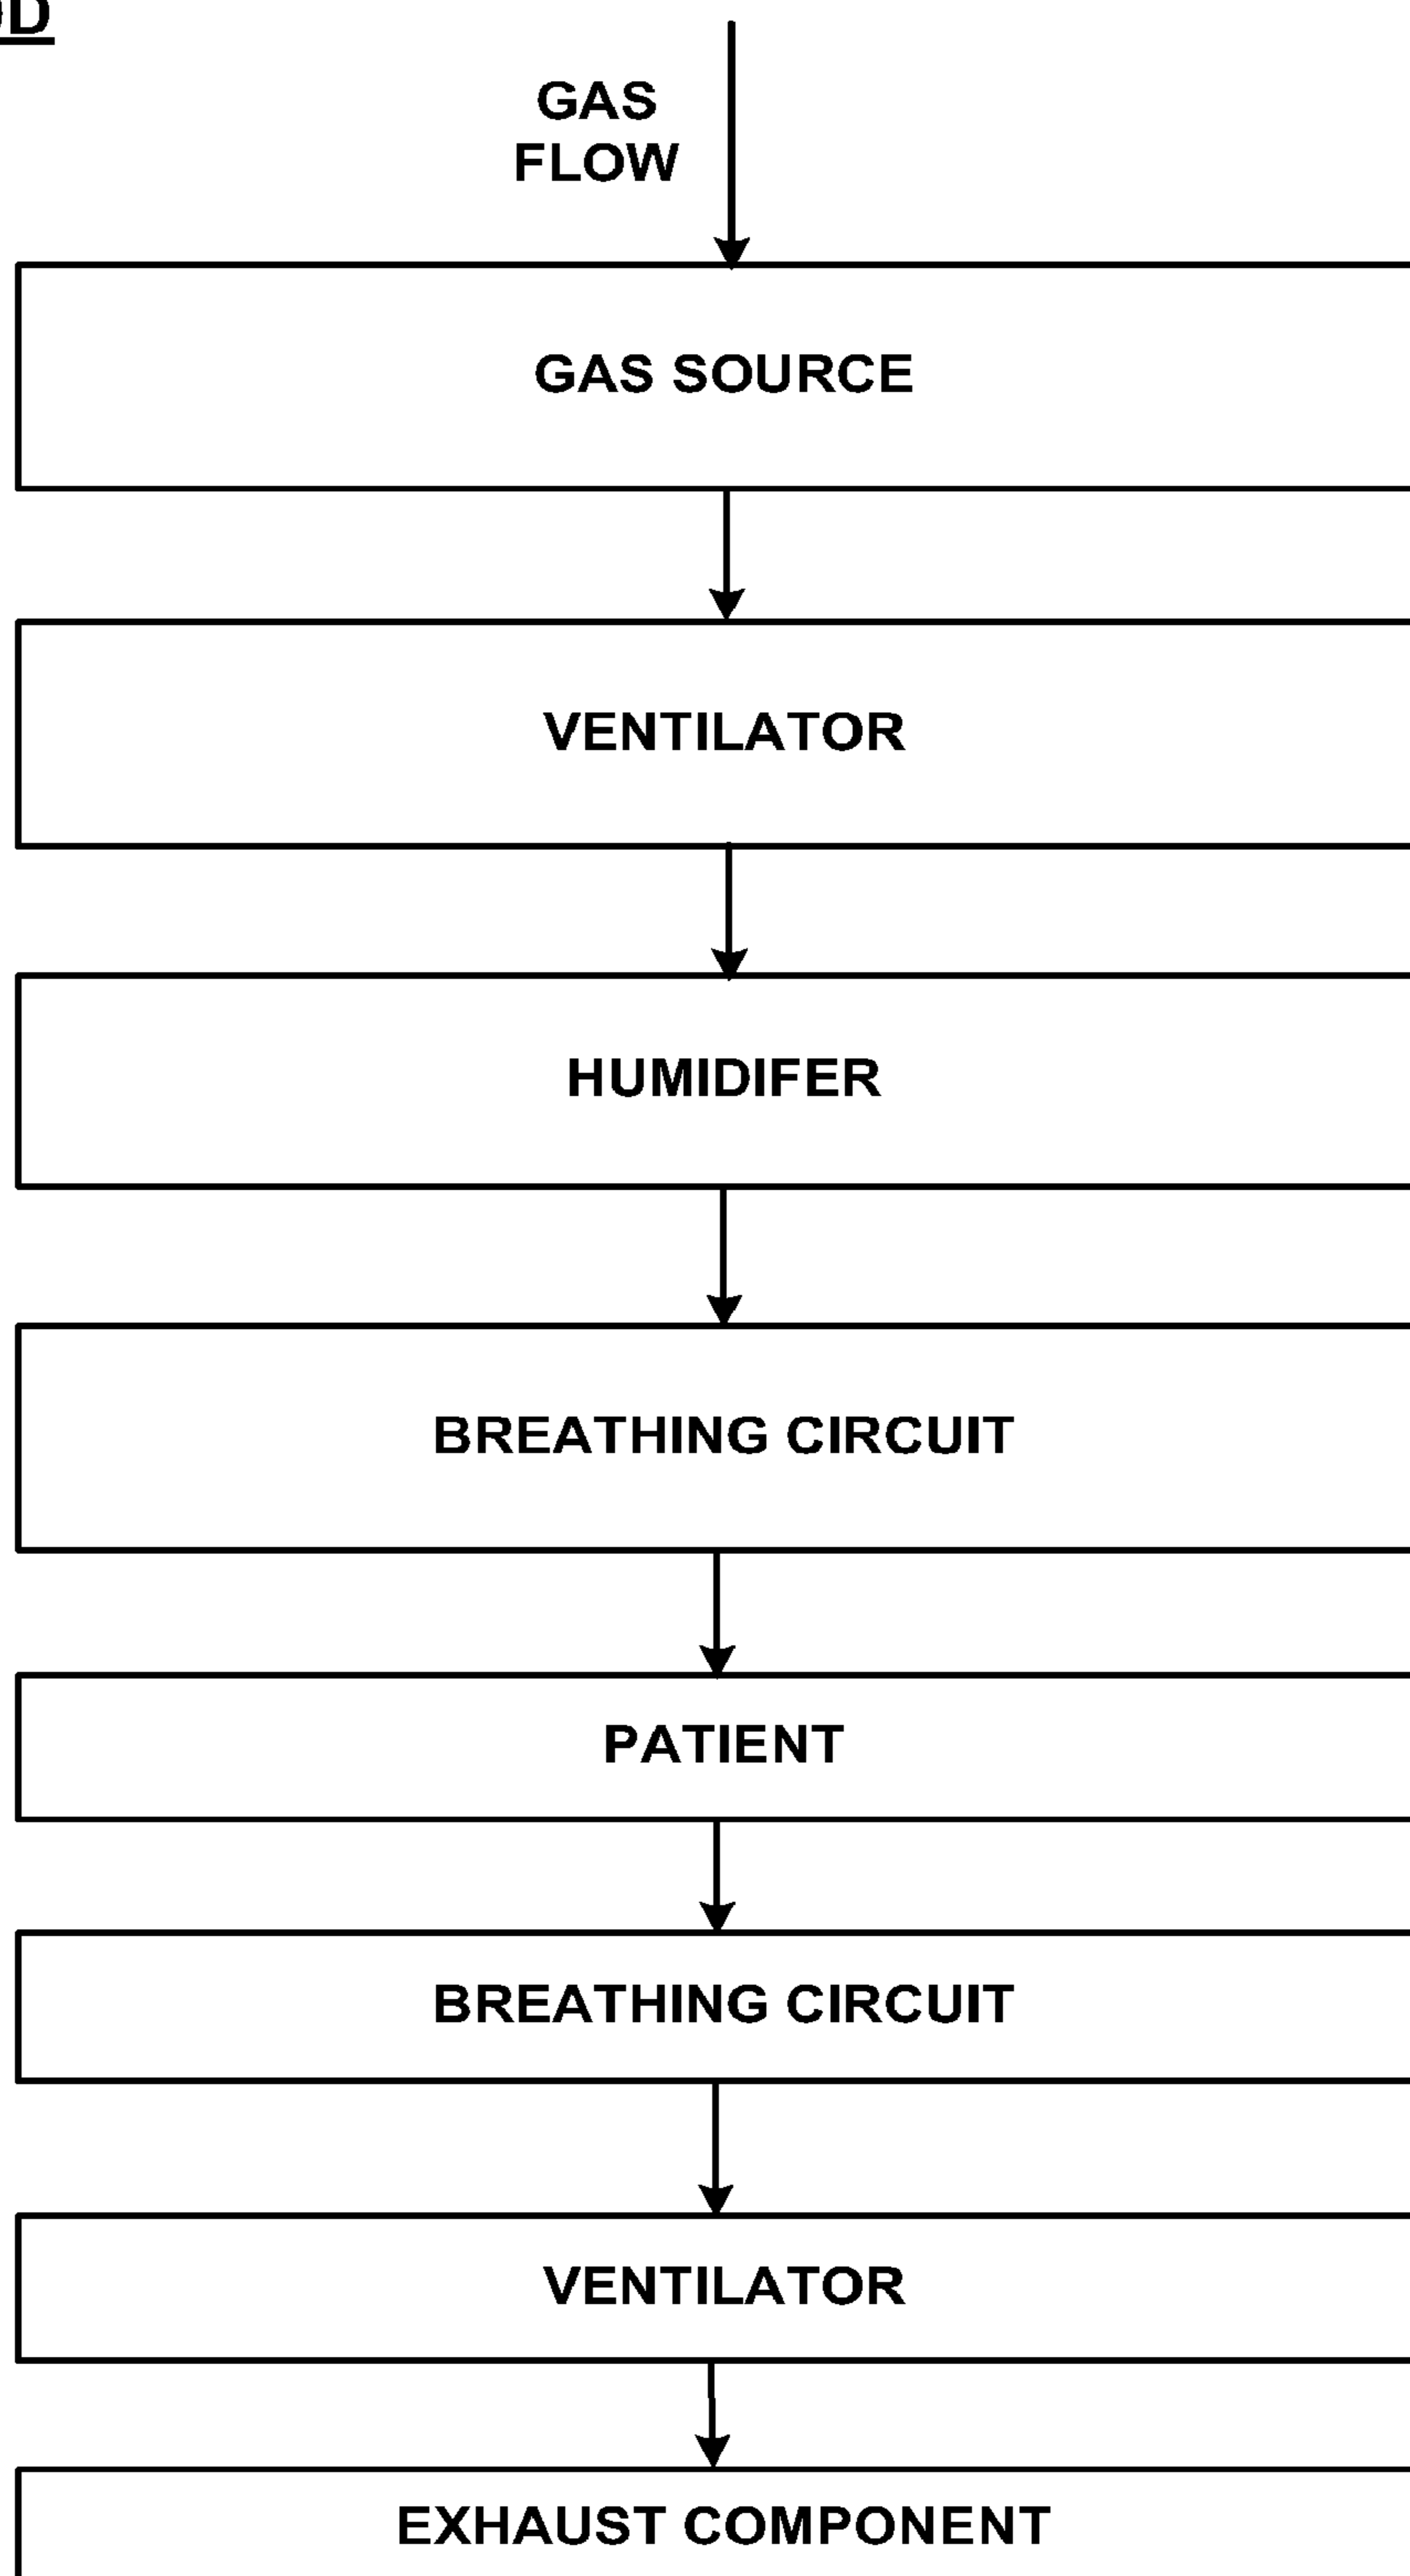 GAS
FLOW
GAS SOURCE
VENTILATOR
HUMIDIFER
BREATHING CIRCUIT
PATIENT
BREATHING CIRCUIT
VENTILATOR
EXHAUST COMPONENT